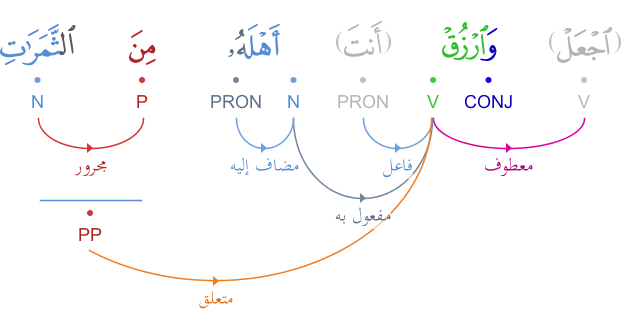 (ٱجْعَلْ) وَٱرْزُقْ (أَنتَ) أَهْلَهُۥ مِنَ ٱلثَّمَرَٰتِ
N P PRON N PRON V CONJ V
مجرور مضاف إليه فاعل معطوف
مفعول به
PP
متعلق